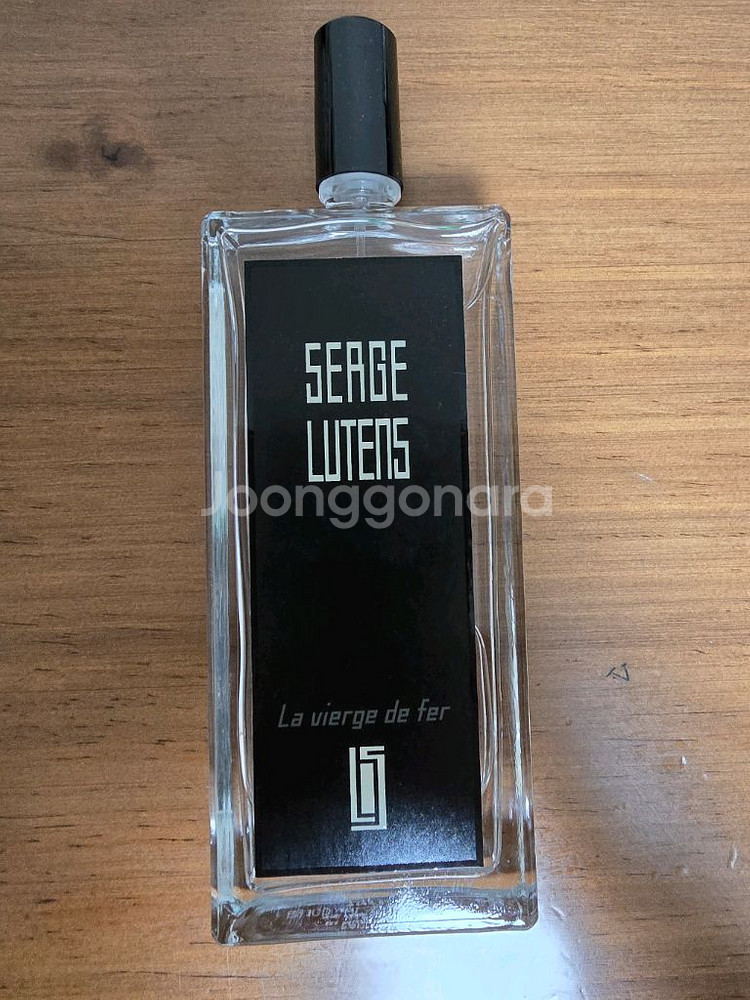 SERGE
LUTENS
Joonggonara
La vierge de fer